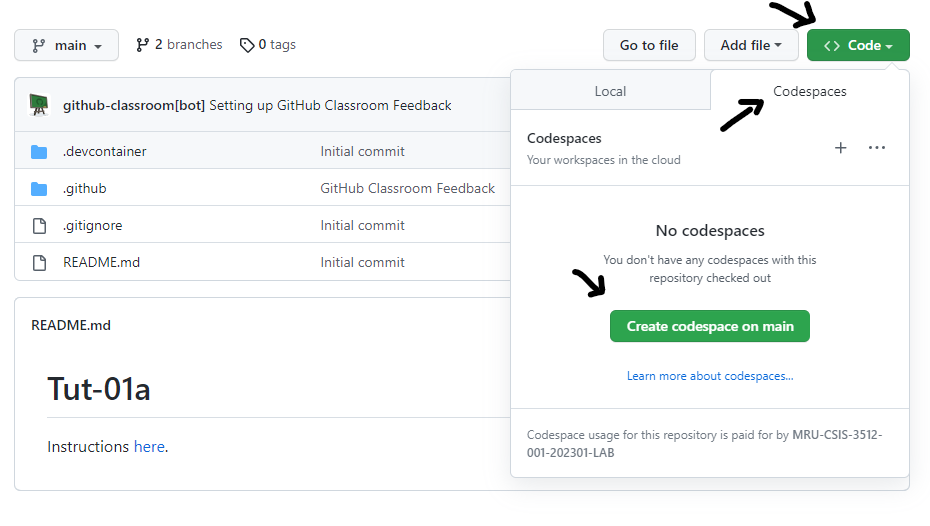 main
2 branches
0 tags
Go to file
Add file
<> Code
github-classroom[bot] Setting up GitHub Classroom Feedback
.devcontainer Initial commit
.github GitHub Classroom Feedback
.gitignore Initial commit
README.md Initial commit
README.md
Tut-01a
Instructions here.
Local
Codespaces
Codespaces
Your workspaces in the cloud
No codespaces
You don't have any codespaces with this
repository checked out
Create codespace on main
Learn more about codespaces...
Codespace usage for this repository is paid for by MRU-CSIS-3512-
001-202301-LAB